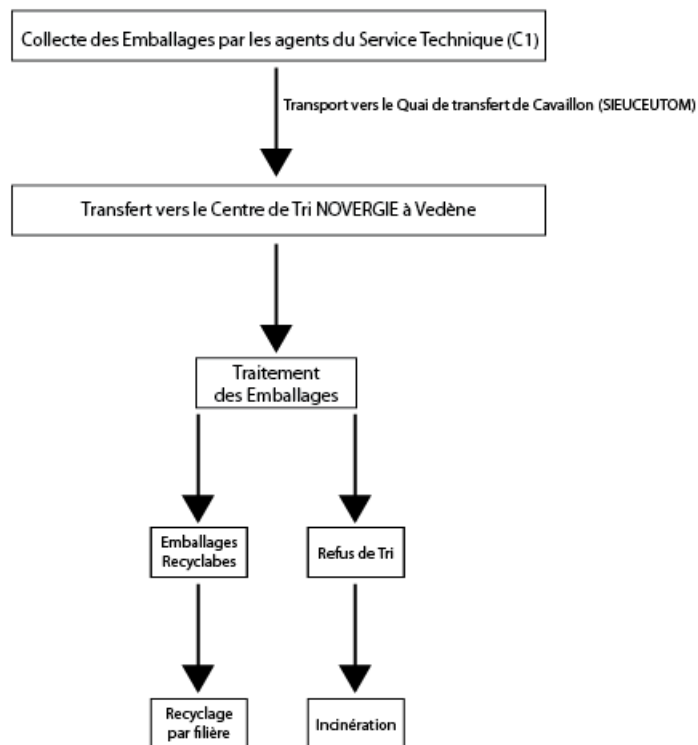 Collecte des Emballages par les agents du Service Technique (C1)
Transport vers le Quai de transfert de Cavaillon (SIEUCEUTOM)
Transfert vers le Centre de Tri NOVERGIE à Vedène
Traitement
des Emballages
Emballages
Recyclabes
Refus de Tri
Recyclage
par filière
Incinération